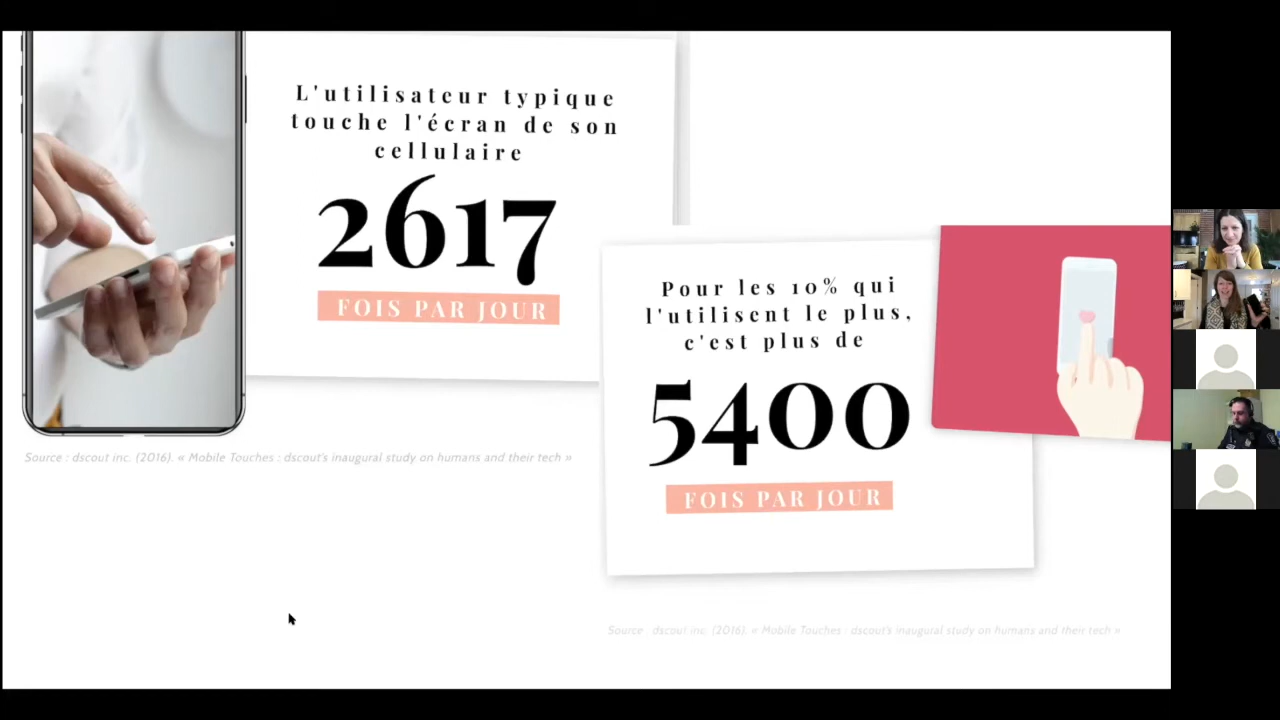 L'utilisateur typique
touche l'écran de son
cellulaire
2617
FOIS PAR JOUR
Source : dscout inc. (2016). « Mobile Touches : dscout's inaugural study on humans and their tech »
Pour les 10% qui
l'utilisent le plus,
c'est plus de
5400
FOIS PAR JOUR
Source : dscout inc. (2016). « Mobile Touches : dscout's inaugural study on humans and their tech »